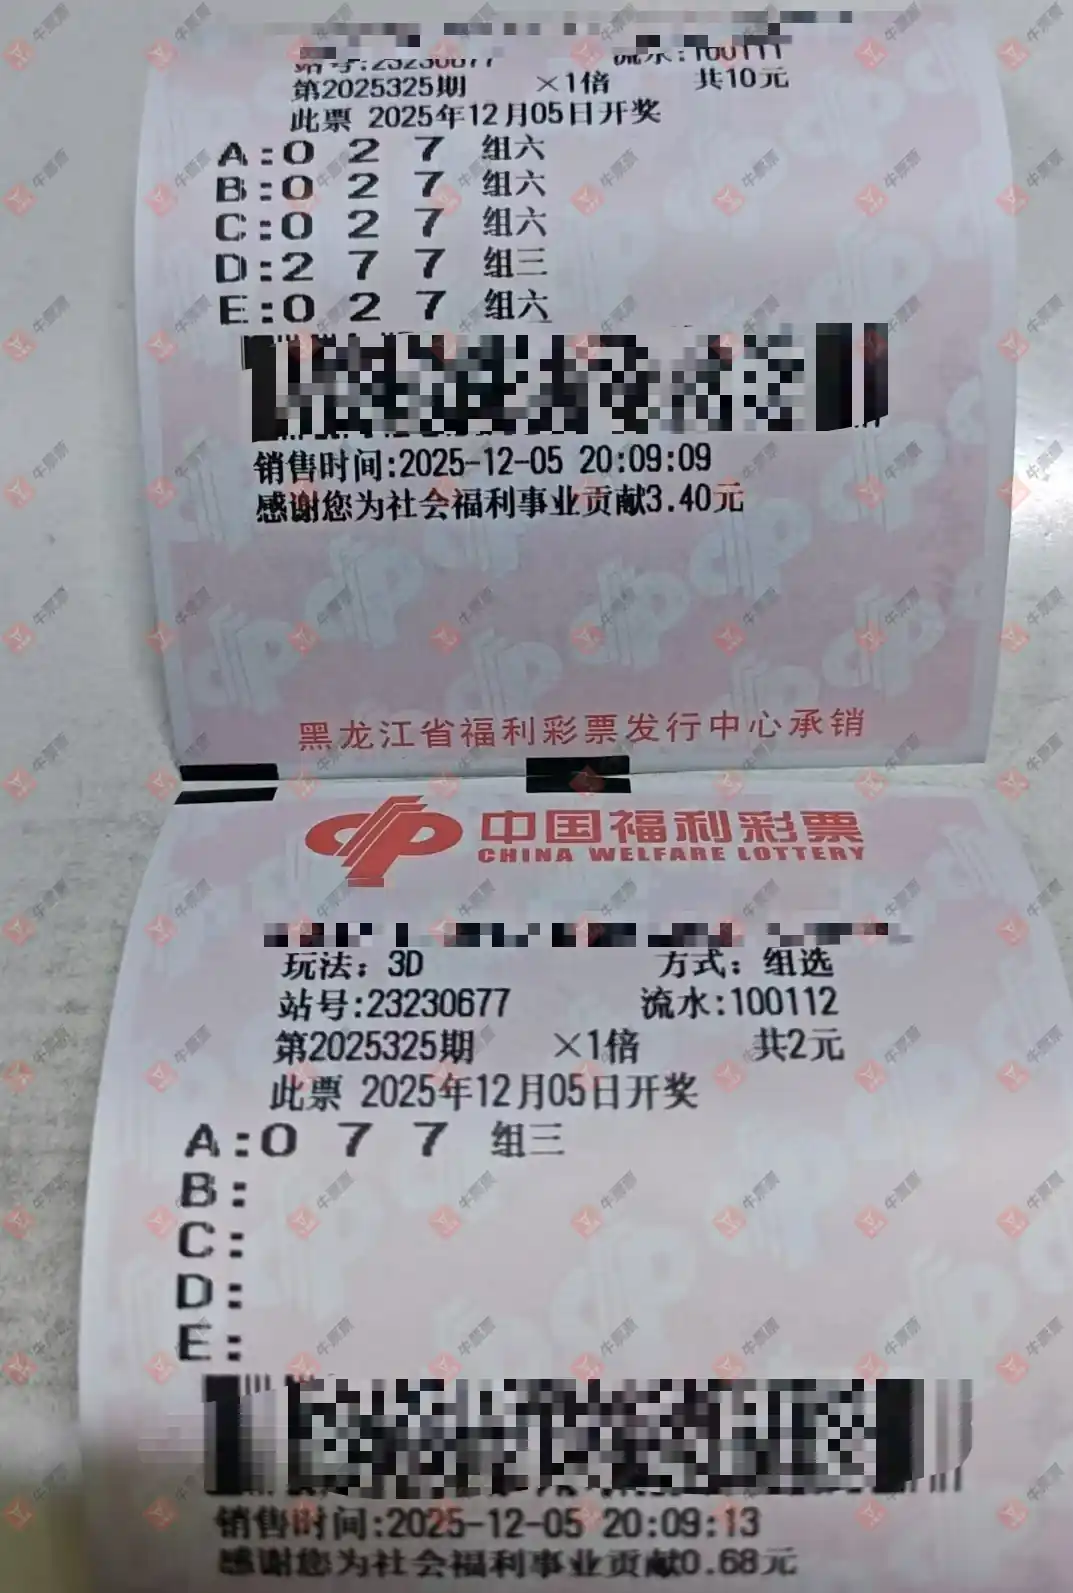 站号:23230677 流水:100111
第2025325期 ×1倍 共10元
此票 2025年12月05日开奖
A:0 2 7 组六
B:0 2 7 组六
C:0 2 7 组六
D:2 7 7 组三
E:0 2 7 组六
销售时间:2025-12-05 20:09:09
感谢您为社会福利事业贡献3.40元
黑龙江省福利彩票发行中心承销
中国福利彩票
CHINA WELFARE LOTTERY
玩法：3D 方式：组选
站号:23230677 流水:100112
第2025325期 ×1倍 共2元
此票 2025年12月05日开奖
A:0 7 7 组三
B:
C:
D:
E:
销售时间:2025-12-05 20:09:13
感谢您为社会福利事业贡献0.68元